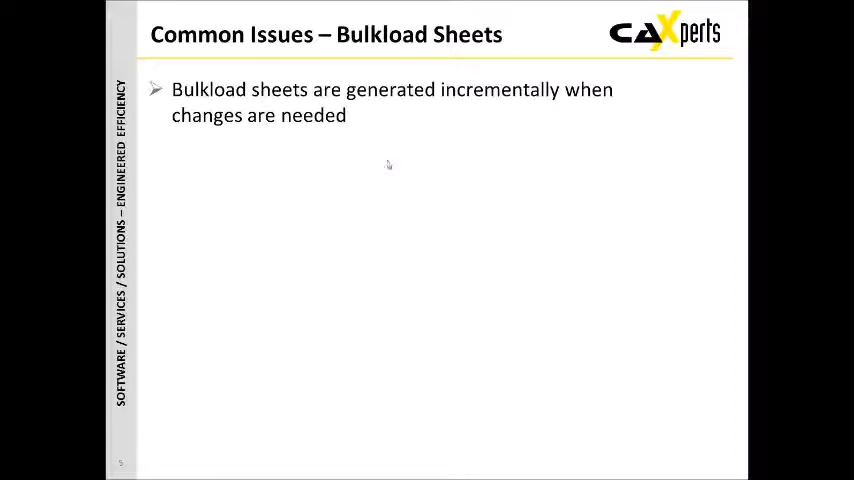 Common Issues – Bulkload Sheets
CAXperts
Bulkload sheets are generated incrementally when
changes are needed
SOFTWARE / SERVICES / SOLUTIONS – ENGINEERED EFFICIENCY
5